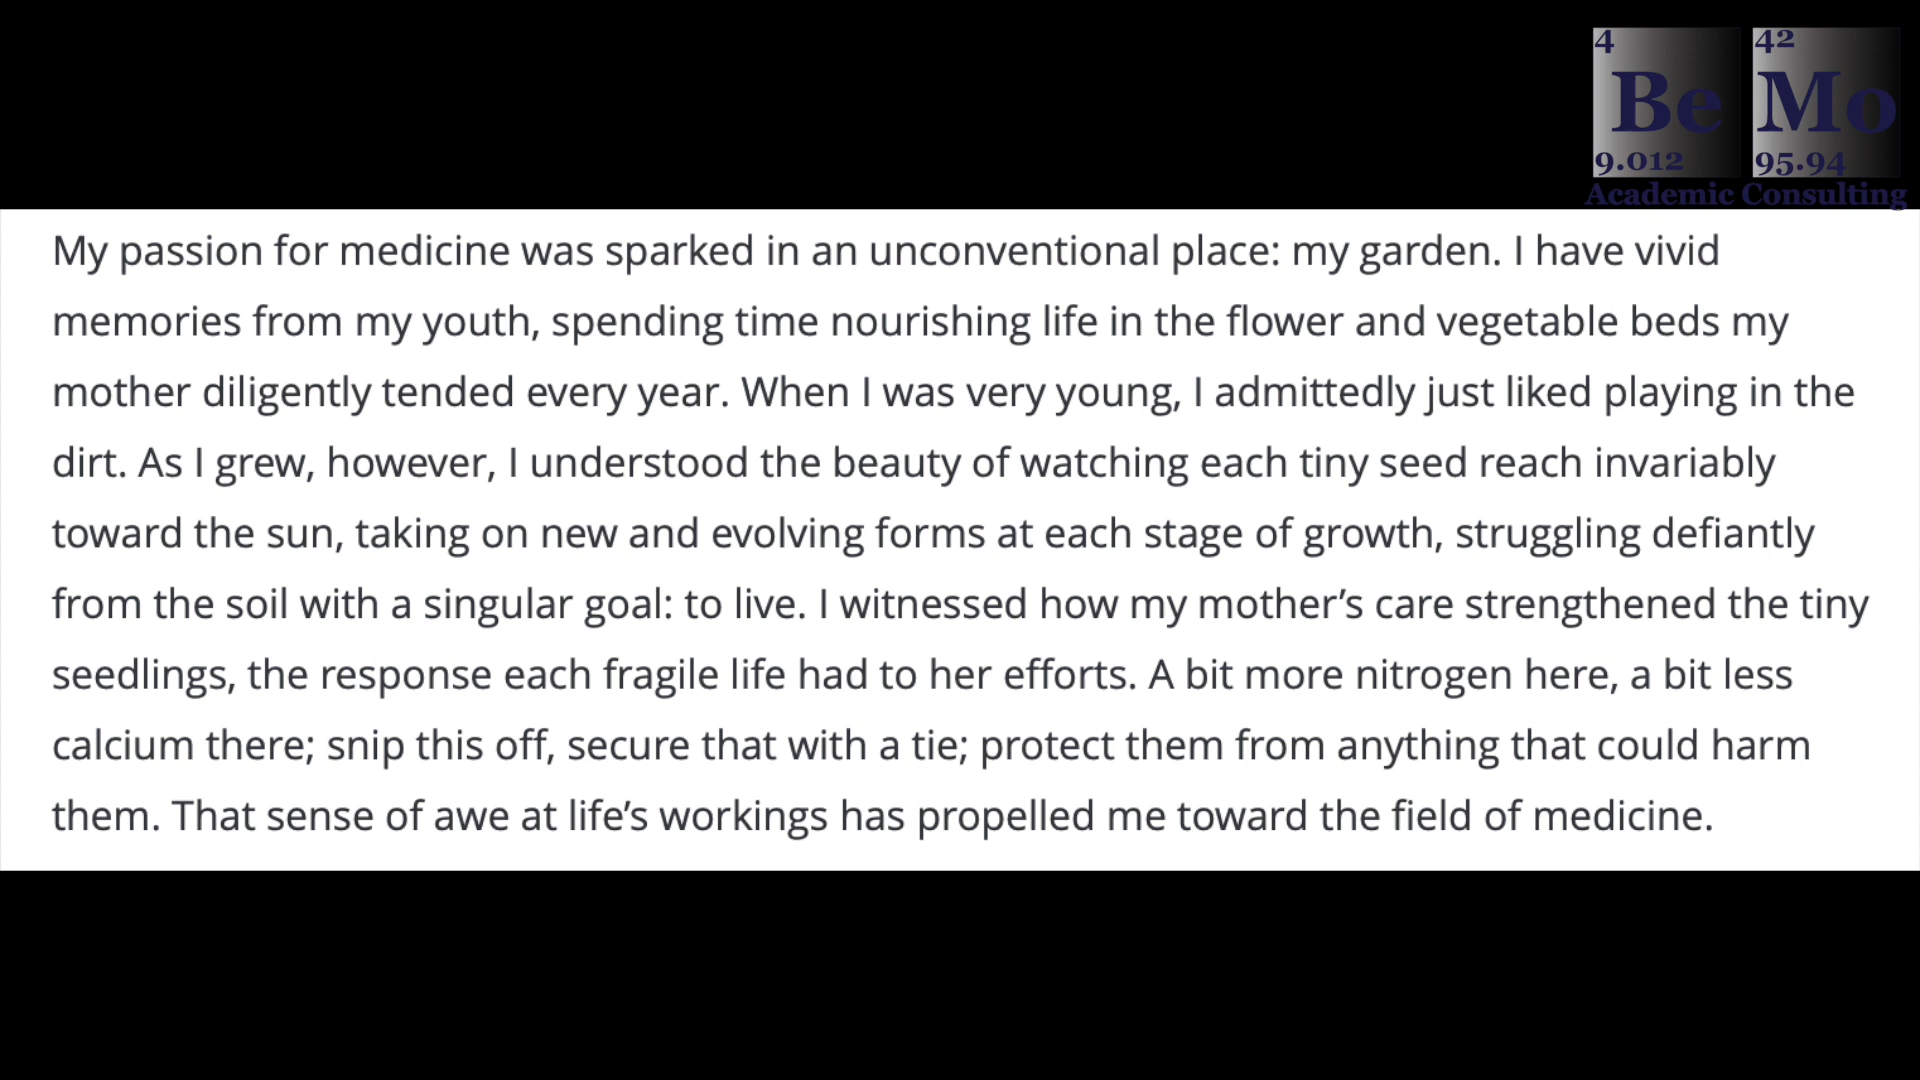 4 42
Be Mo
9.012 95.94
Academic Consulting
My passion for medicine was sparked in an unconventional place: my garden. I have vivid
memories from my youth, spending time nourishing life in the flower and vegetable beds my
mother diligently tended every year. When I was very young, I admittedly just liked playing in the
dirt. As I grew, however, I understood the beauty of watching each tiny seed reach invariably
toward the sun, taking on new and evolving forms at each stage of growth, struggling defiantly
from the soil with a singular goal: to live. I witnessed how my mother’s care strengthened the tiny
seedlings, the response each fragile life had to her efforts. A bit more nitrogen here, a bit less
calcium there; snip this off, secure that with a tie; protect them from anything that could harm
them. That sense of awe at life’s workings has propelled me toward the field of medicine.